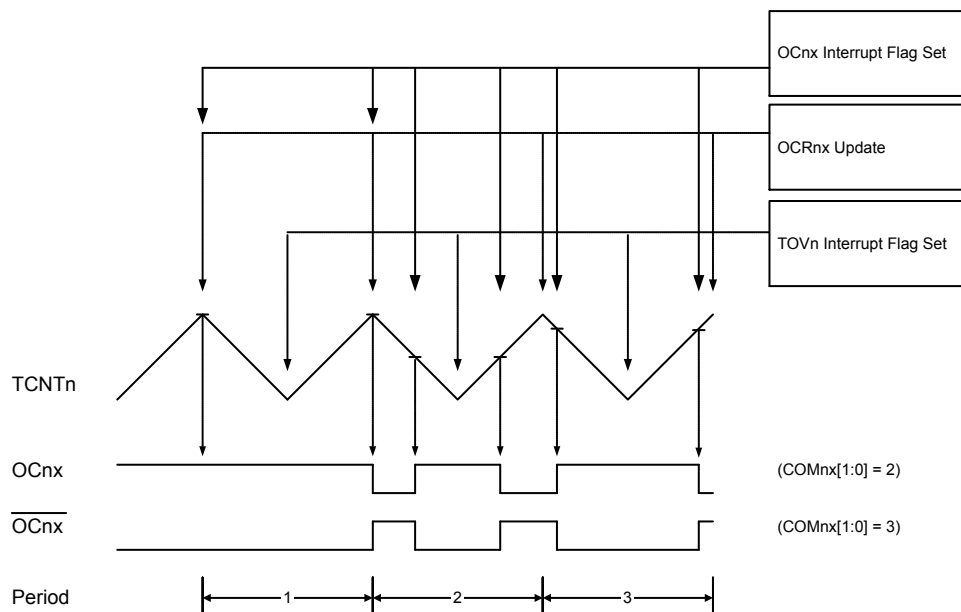 OCnx Interrupt Flag Set
OCRnx Update
TOVn Interrupt Flag Set
TCNTn
OCnx
(COMnx[1:0] = 2)
OCnx
(COMnx[1:0] = 3)
Period
1
2
3